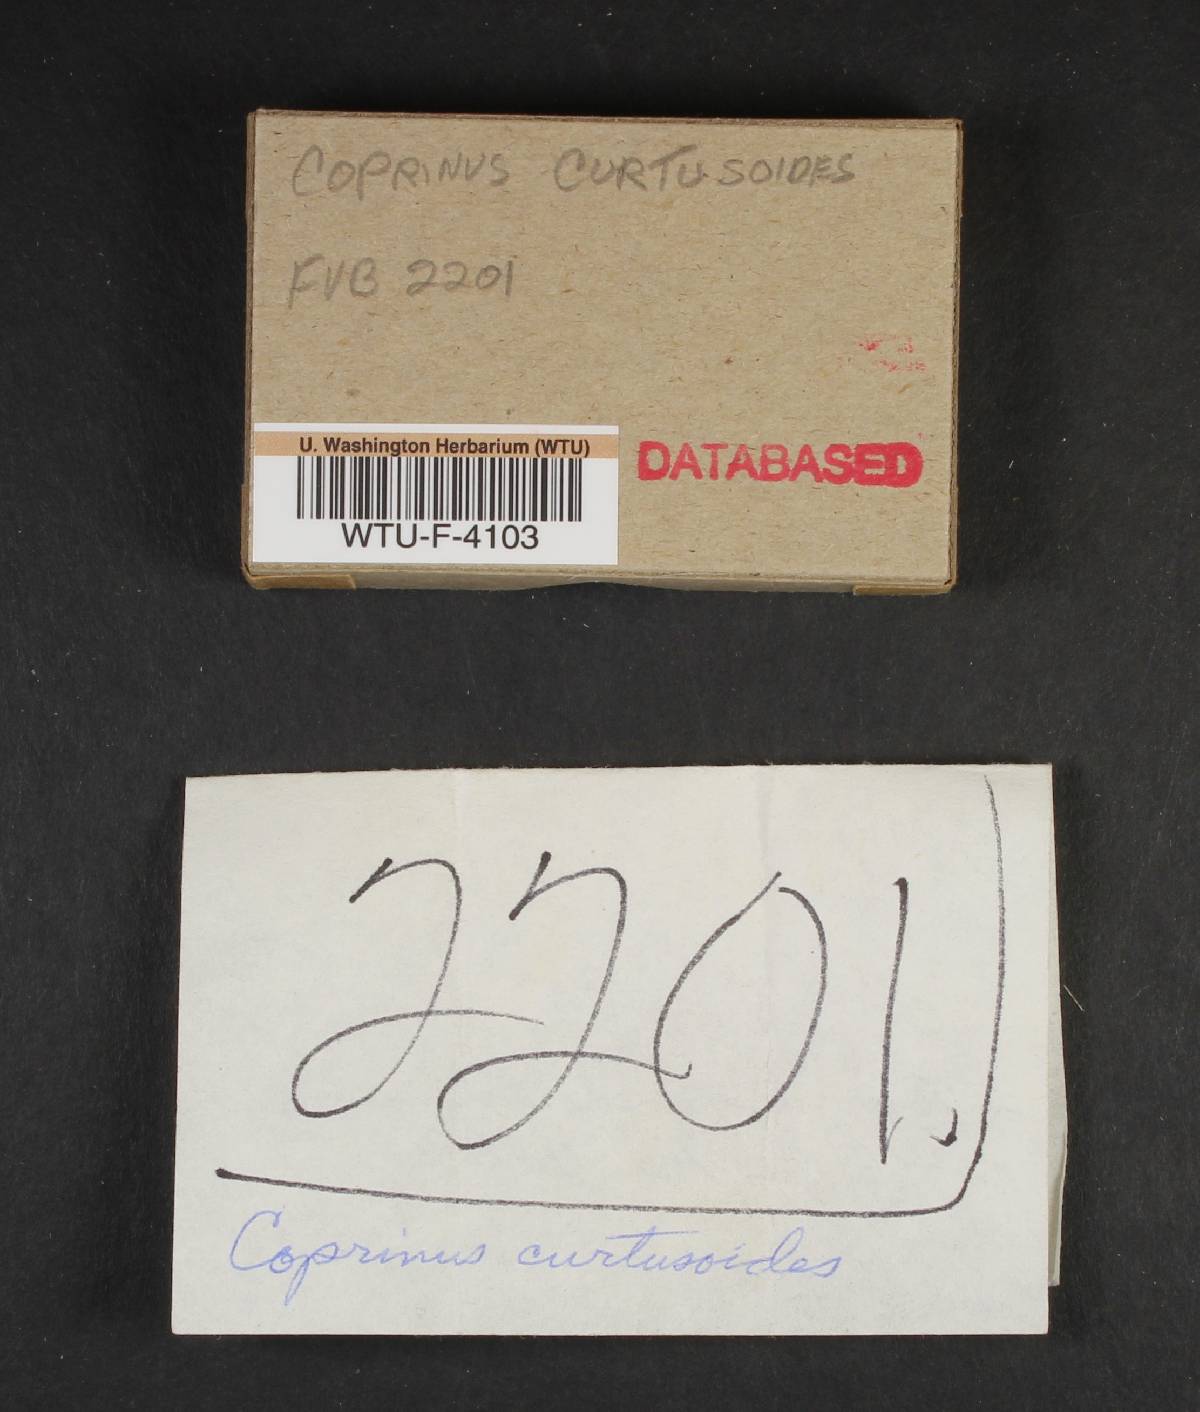 COPRINUS CURTUSOIDES
FVB 2201
U. Washington Herbarium (WTU)
WTU-F-4103
DATABASED
2201.
Coprinus curtusoides